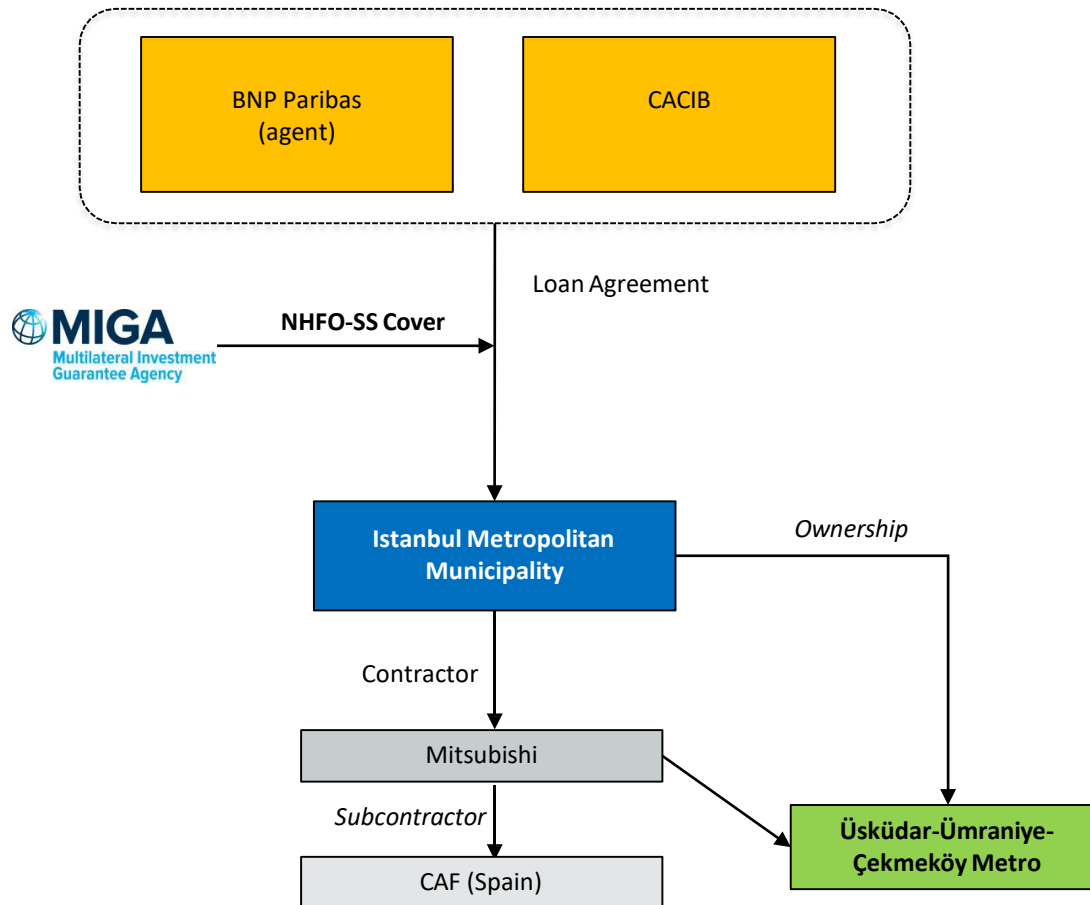 BNP Paribas
(agent)
CACIB
Loan Agreement
MIGA
Multilateral Investment
Guarantee Agency
NHFO-SS Cover
Istanbul Metropolitan
Municipality
Ownership
Contractor
Mitsubishi
Subcontractor
CAF (Spain)
Üsküdar-Ümraniye-
Çekmeköy Metro